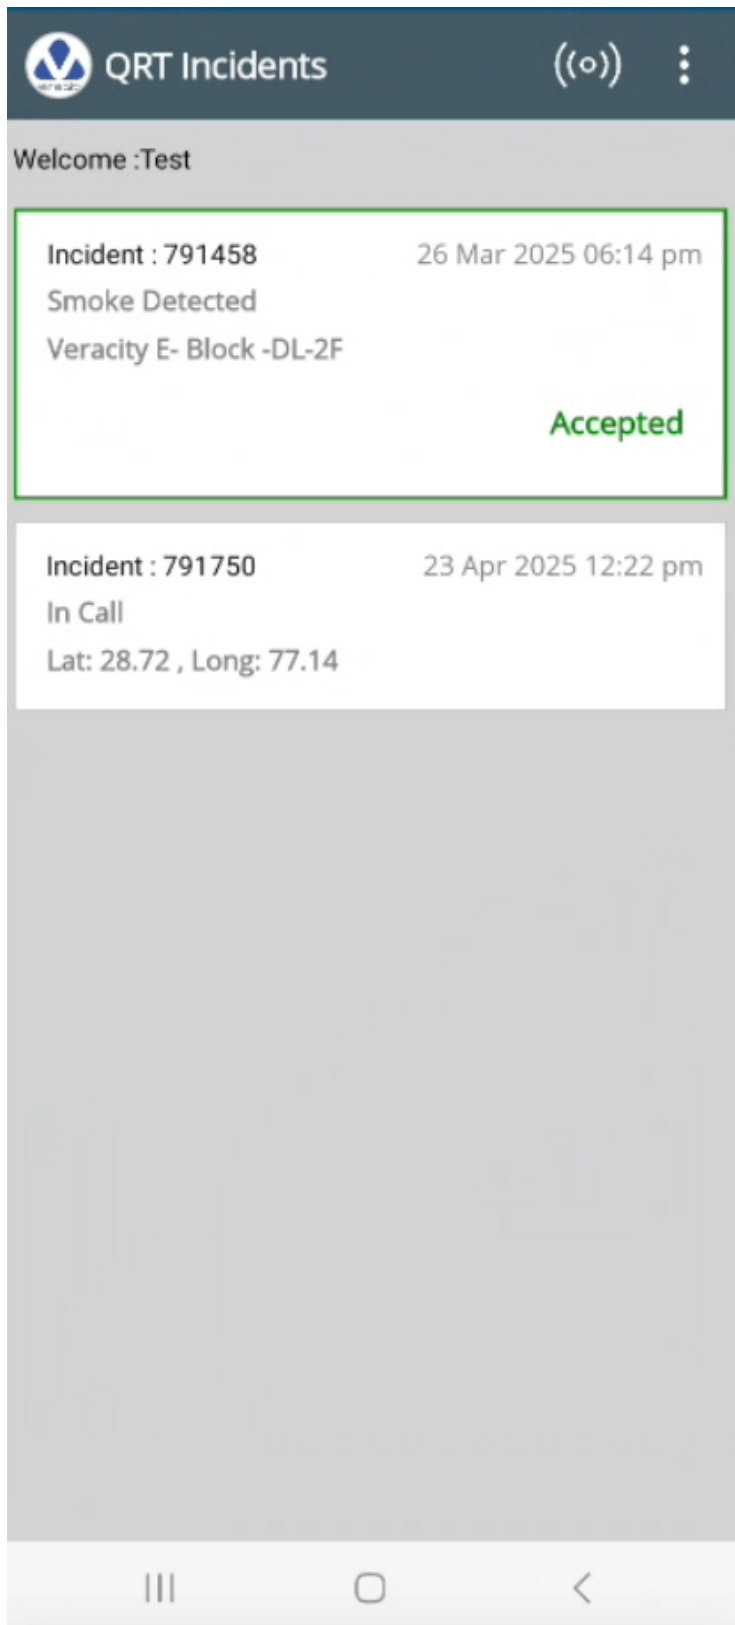 QRT Incidents
Welcome :Test
Incident : 791458 26 Mar 2025 06:14 pm
Smoke Detected
Veracity E- Block -DL-2F
Accepted
Incident : 791750 23 Apr 2025 12:22 pm
In Call
Lat: 28.72 , Long: 77.14